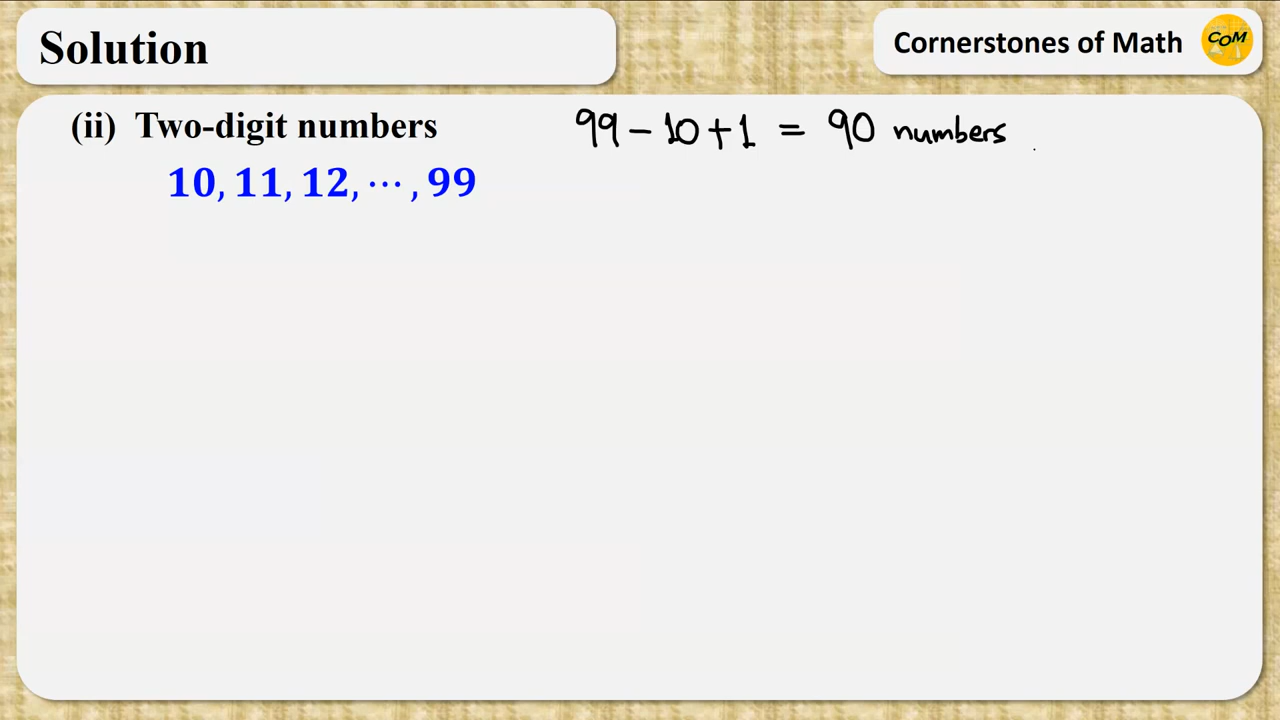 Solution
Cornerstones of Math
COM
(ii) Two-digit numbers
99 − 10 + 1 = 90 numbers
10, 11, 12, ⋯ , 99